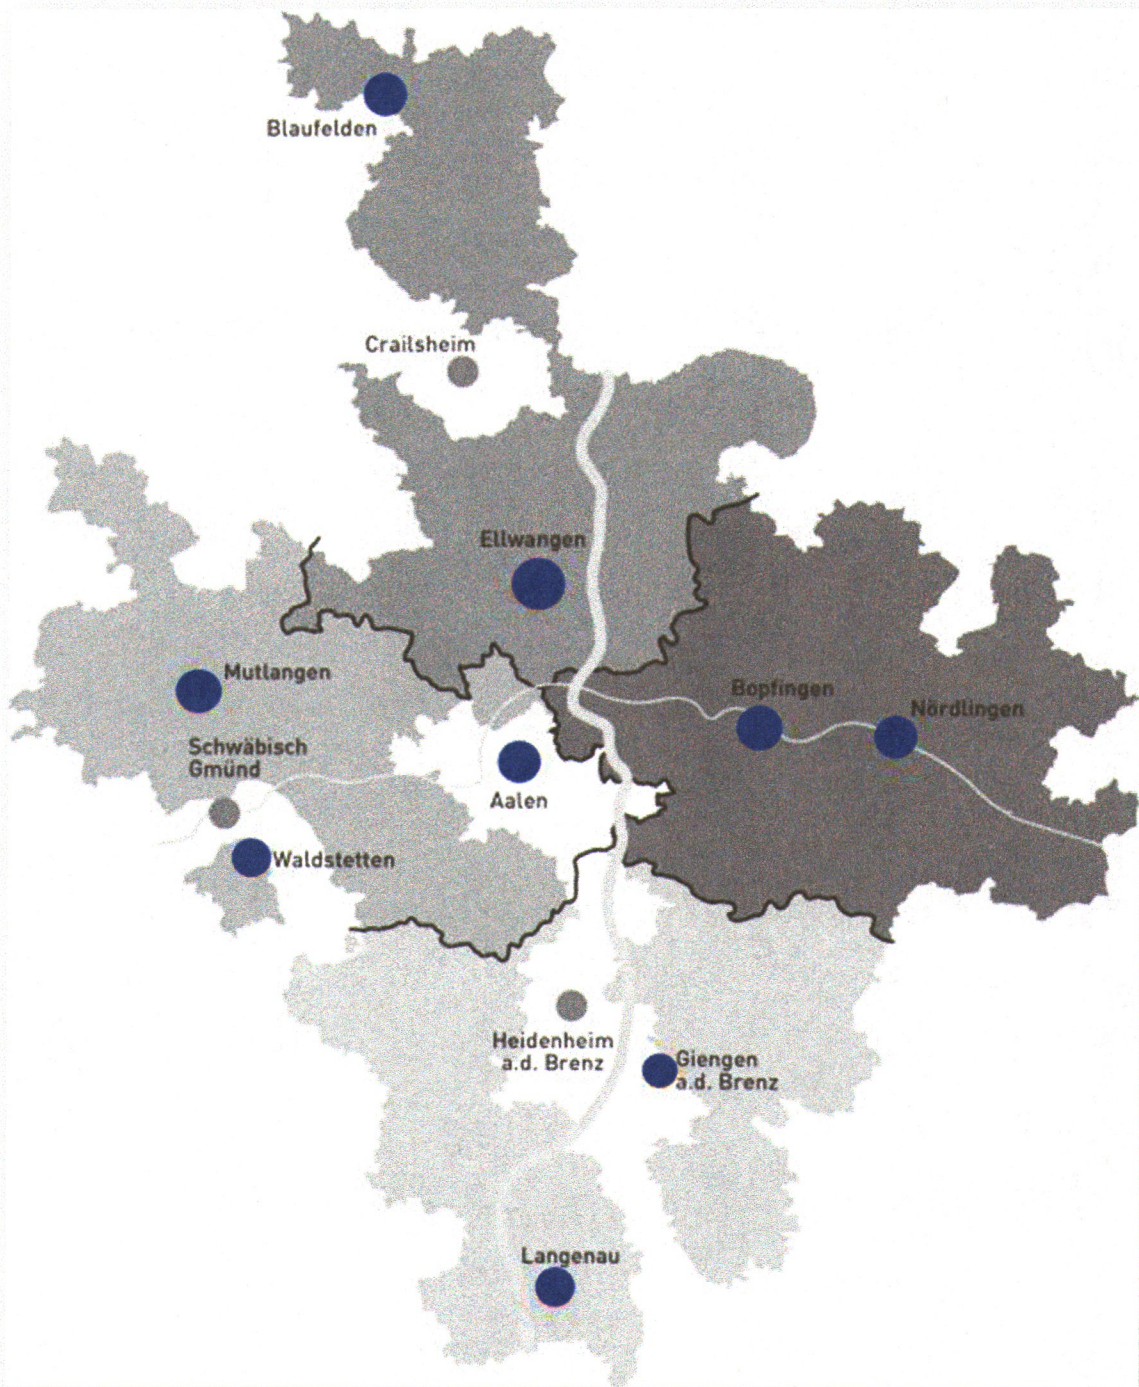 Blaufelden
Crailsheim
Ellwangen
Mutlangen
Bopfingen
Nördlingen
Schwäbisch
Gmünd
Aalen
Waldstetten
Heidenheim
a.d. Brenz
Giengen
a.d. Brenz
Langenau